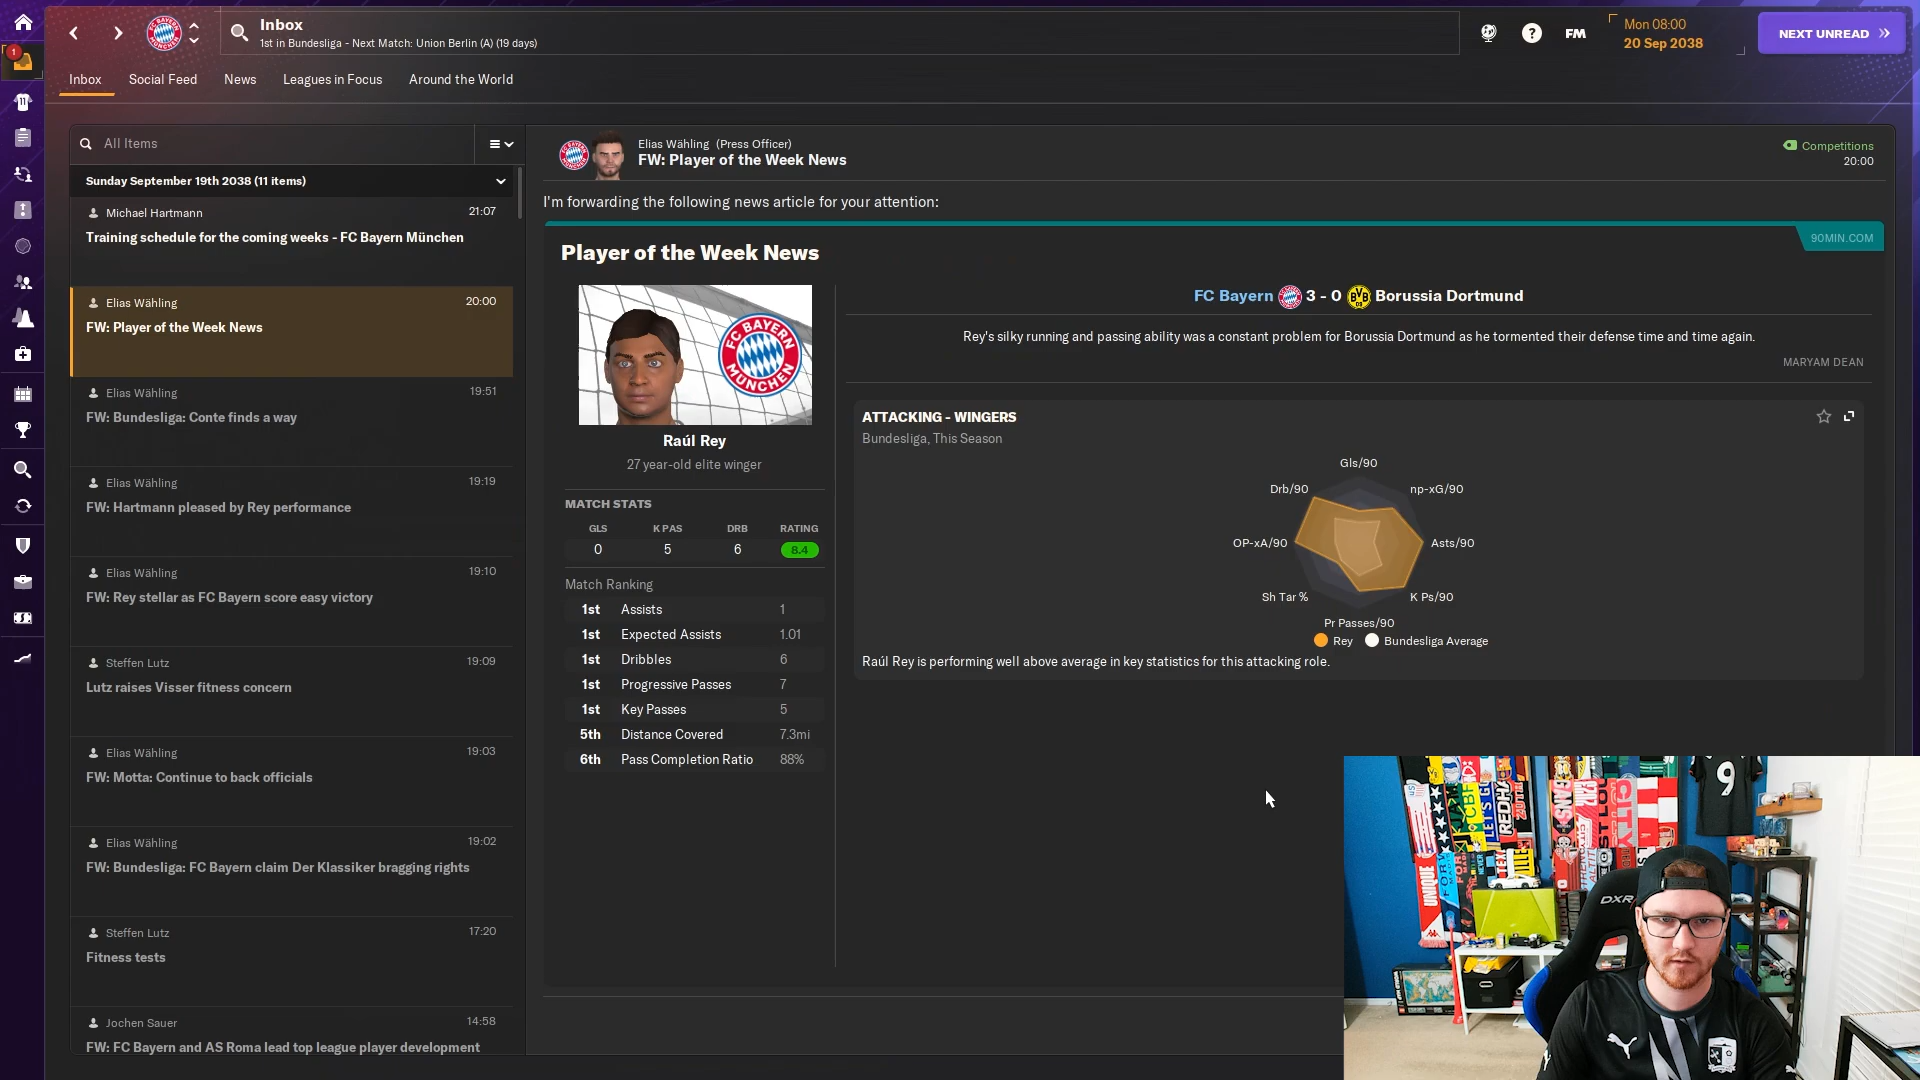 Inbox
1st in Bundesliga - Next Match: Union Berlin (A) (19 days)
FM
Mon 08:00
20 Sep 2038
NEXT UNREAD
1
Inbox
Social Feed
News
Leagues in Focus
Around the World
All Items
Sunday September 19th 2038 (11 items)
Michael Hartmann
21:07
Training schedule for the coming weeks - FC Bayern München
Elias Wähling
20:00
FW: Player of the Week News
Elias Wähling
19:51
FW: Bundesliga: Conte finds a way
Elias Wähling
19:19
FW: Hartmann pleased by Rey performance
Elias Wähling
19:10
FW: Rey stellar as FC Bayern score easy victory
Steffen Lutz
19:09
Lutz raises Visser fitness concern
Elias Wähling
19:03
FW: Motta: Continue to back officials
Elias Wähling
19:02
FW: Bundesliga: FC Bayern claim Der Klassiker bragging rights
Steffen Lutz
17:20
Fitness tests
Jochen Sauer
14:58
FW: FC Bayern and AS Roma lead top league player development
Elias Wähling (Press Officer)
FW: Player of the Week News
Competitions
20:00
I'm forwarding the following news article for your attention:
90MIN.COM
Player of the Week News
FC BAYERN
MÜNCHEN
Raúl Rey
27 year-old elite winger
MATCH STATS
GLS K PAS DRB RATING
0 5 6 8.4
Match Ranking
1st Assists 1
1st Expected Assists 1.01
1st Dribbles 6
1st Progressive Passes 7
1st Key Passes 5
5th Distance Covered 7.3mi
6th Pass Completion Ratio 88%
FC Bayern 3 - 0 Borussia Dortmund
Rey's silky running and passing ability was a constant problem for Borussia Dortmund as he tormented their defense time and time again.
MARYAM DEAN
ATTACKING - WINGERS
Bundesliga, This Season
Gls/90
Drb/90
np-xG/90
OP-xA/90
Asts/90
Sh Tar %
K Ps/90
Pr Passes/90
Rey
Bundesliga Average
Raúl Rey is performing well above average in key statistics for this attacking role.
9
CBF
LET'S G
REDHA
CITY
UNIQUE
DXR